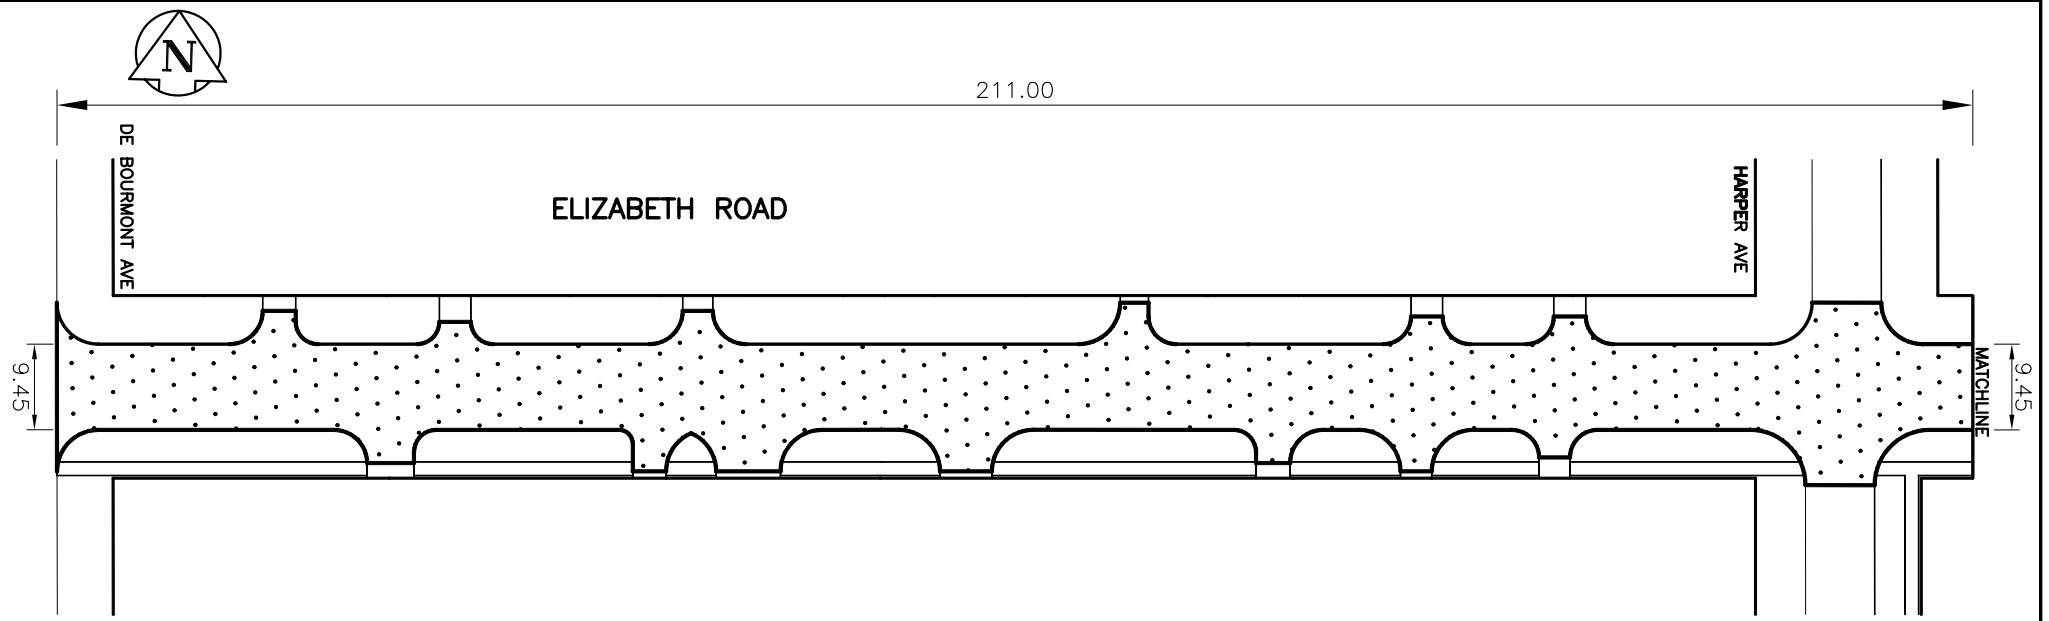 N
211.00
DE BOURMONT AVE
ELIZABETH ROAD
HARPER AVE
9.45
MATCHLINE
9.45